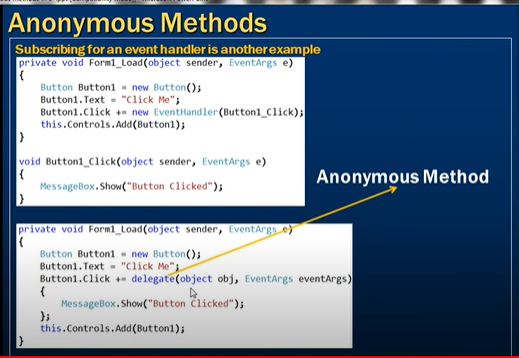 Anonymous Methods
Subscribing for an event handler is another example
private void Form1_Load(object sender, EventArgs e)
{
Button Button1 = new Button();
Button1.Text = "Click Me";
Button1.Click += new EventHandler(Button1_Click);
this.Controls.Add(Button1);
}
void Button1_Click(object sender, EventArgs e)
{
MessageBox.Show("Button Clicked");
}
Anonymous Method
private void Form1_Load(object sender, EventArgs e)
{
Button Button1 = new Button();
Button1.Text = "Click Me";
Button1.Click += delegate(object obj, EventArgs eventArgs)
{
MessageBox.Show("Button Clicked");
};
this.Controls.Add(Button1);
}